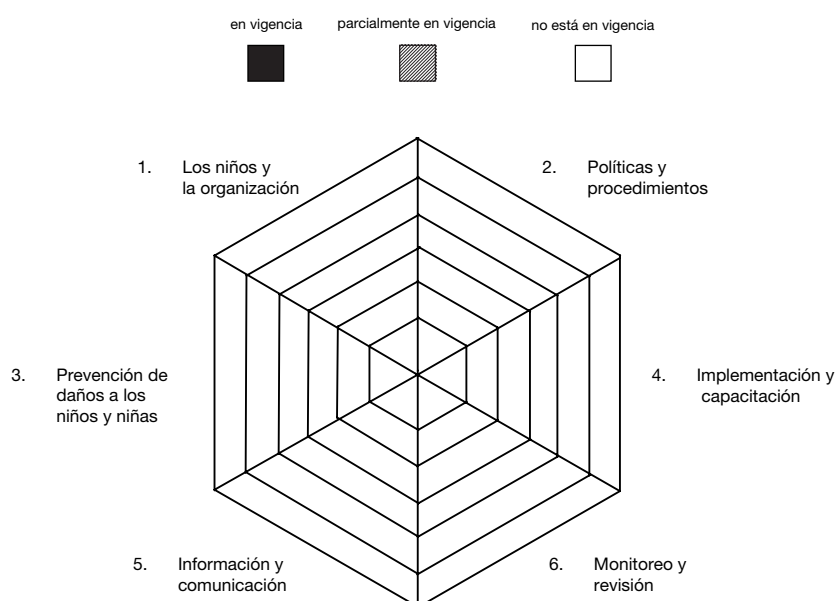 en vigencia
parcialmente en vigencia
no está en vigencia
1. Los niños y
la organización
2. Políticas y
procedimientos
3. Prevención de
daños a los
niños y niñas
4. Implementación y
capacitación
5. Información y
comunicación
6. Monitoreo y
revisión